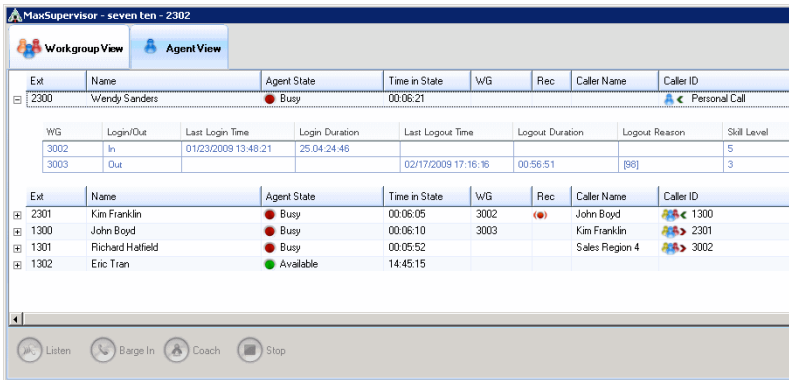 MaxSupervisor - seven ten - 2302
Workgroup View Agent View
Ext Name Agent State Time in State WG Rec Caller Name Caller ID
2300 Wendy Sanders Busy 00:06:21 Personal Call
WG Login/Out Last Login Time Login Duration Last Logout Time Logout Duration Logout Reason Skill Level
3002 In 01/23/2009 13:48:21 25.04:24:46 5
3003 Out 02/17/2009 17:16:16 00:56:51 [98] 3
Ext Name Agent State Time in State WG Rec Caller Name Caller ID
2301 Kim Franklin Busy 00:06:05 3002 John Boyd 1300
1300 John Boyd Busy 00:06:10 3003 Kim Franklin 2301
1301 Richard Hatfield Busy 00:05:52 Sales Region 4 3002
1302 Eric Tran Available 14:45:15
Listen Barge In Coach Stop